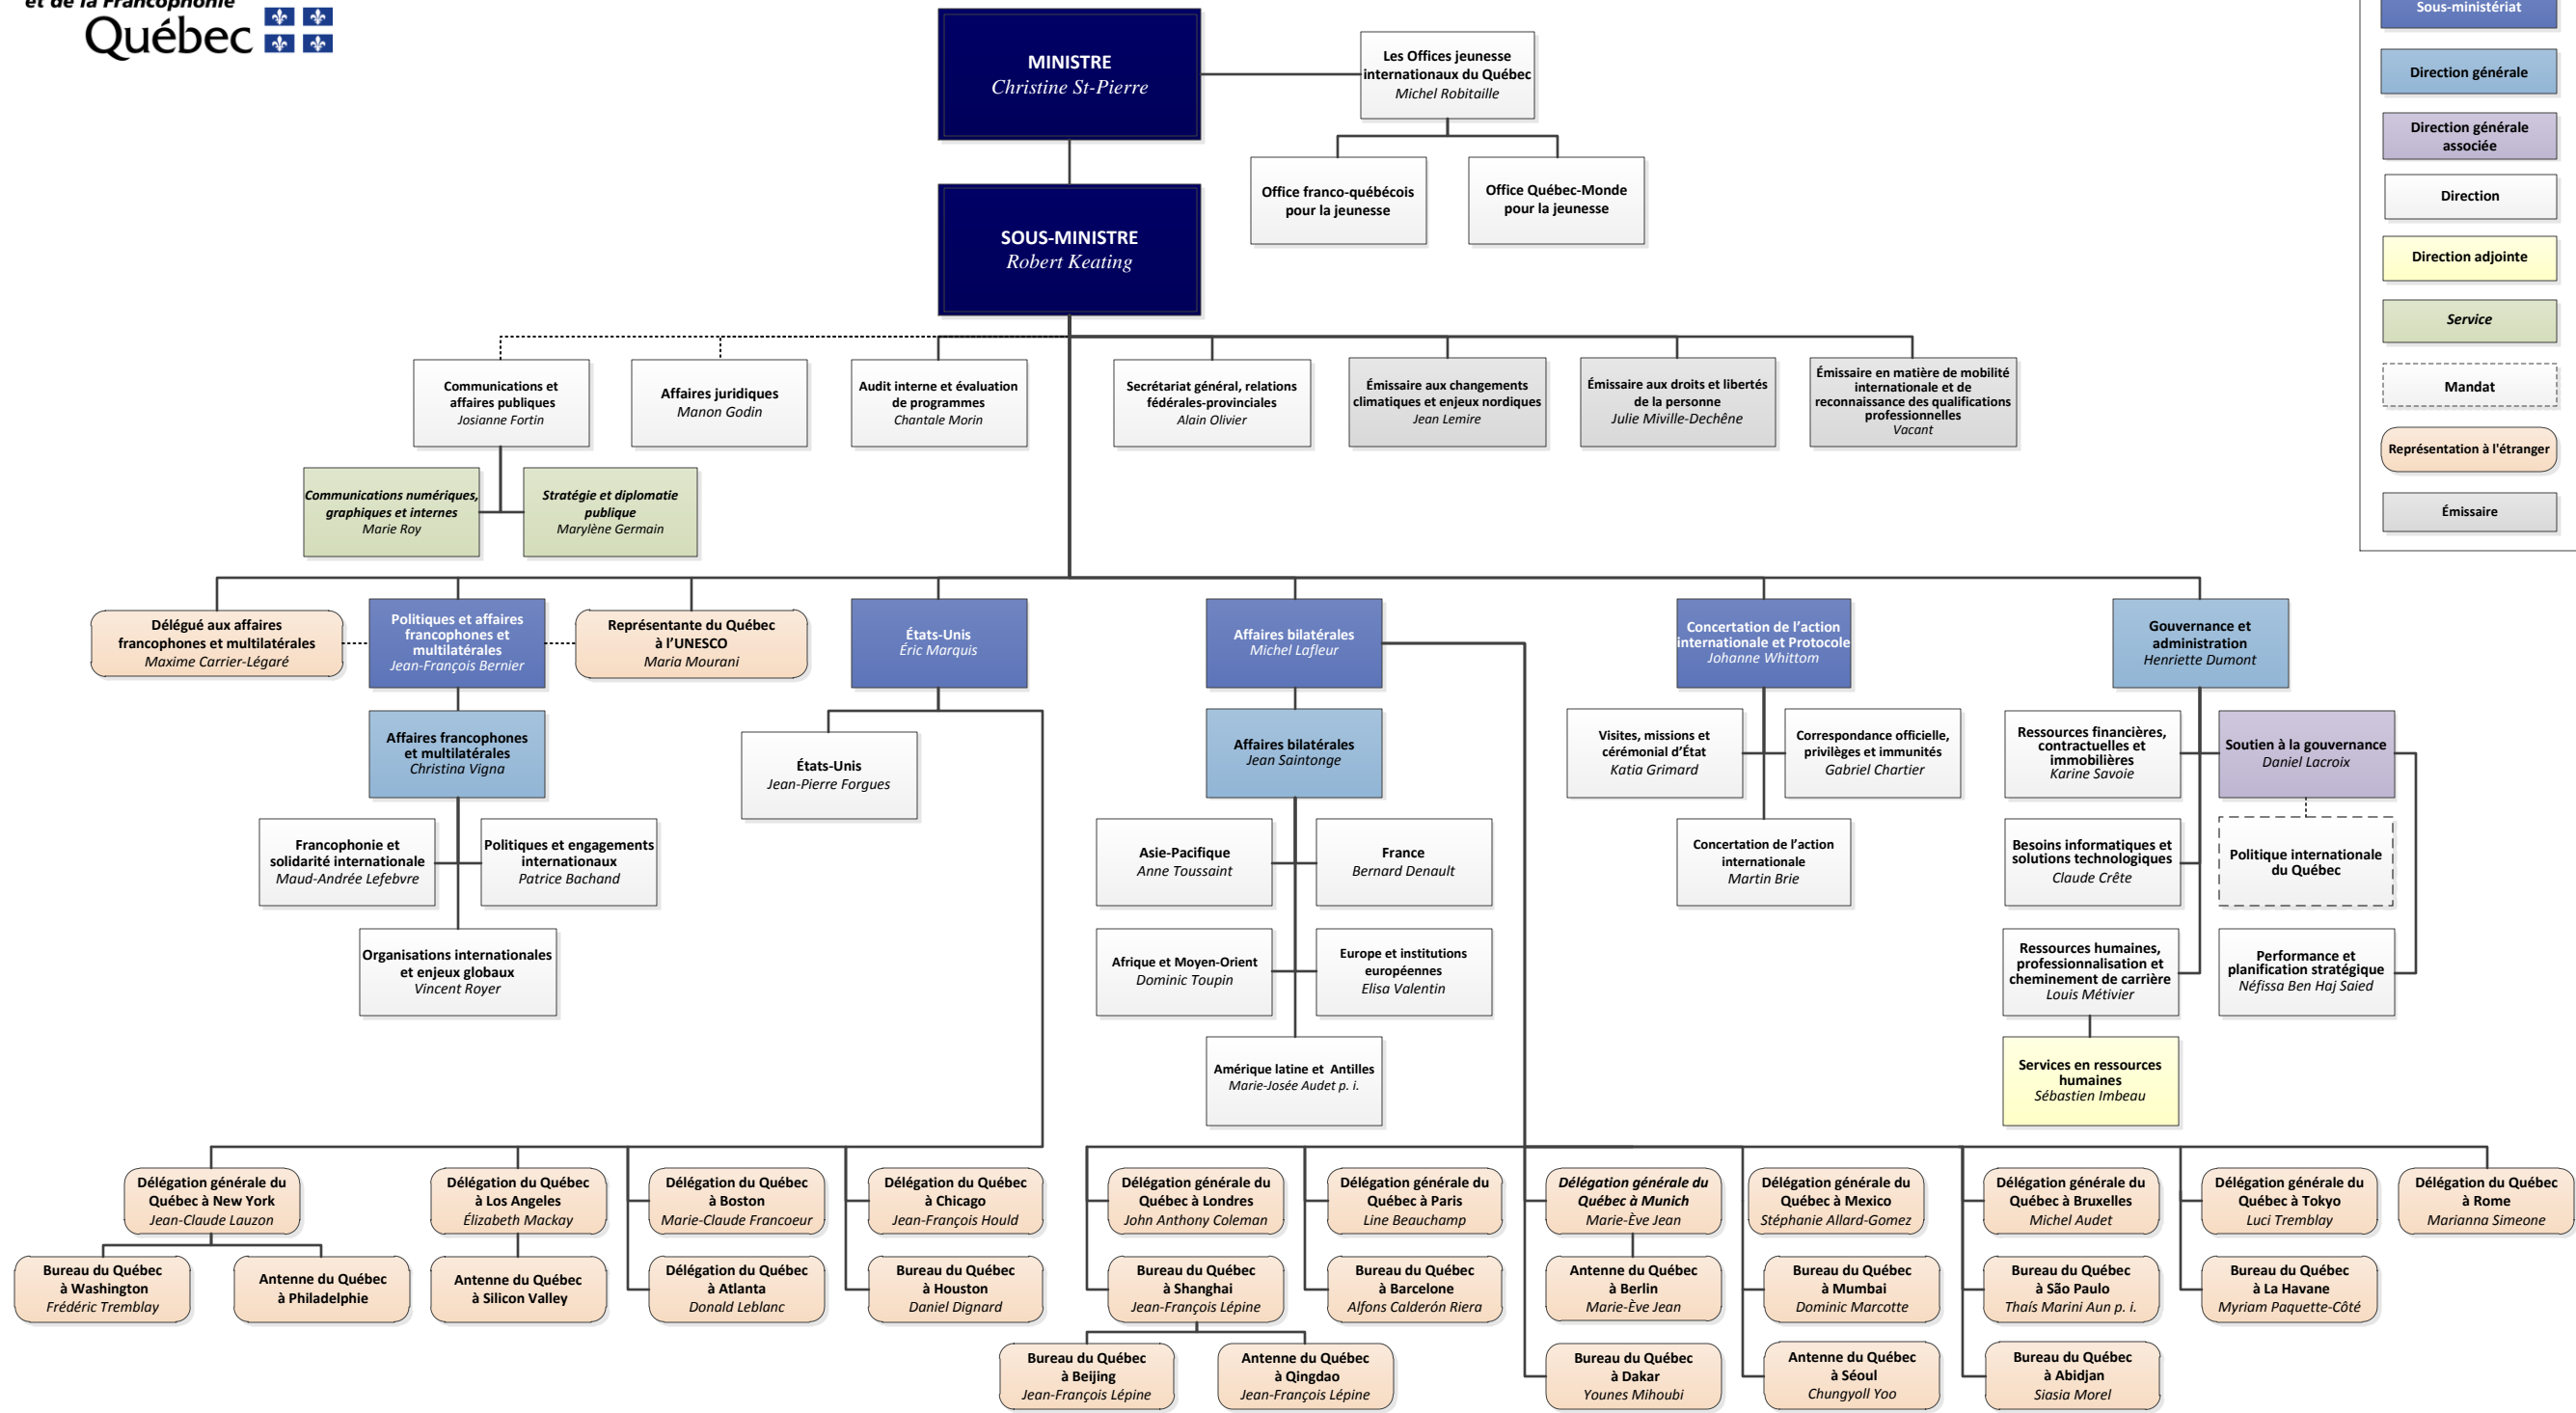 et de la Francophonie
Québec
MINISTRE
Christine St-Pierre
Les Offices jeunesse
internationaux du Québec
Michel Robitaille
Office franco-québécois
pour la jeunesse
Office Québec-Monde
pour la jeunesse
SOUS-MINISTRE
Robert Keating
Sous-ministériat
Direction générale
Direction générale
associée
Direction
Direction adjointe
Service
Mandat
Représentation à l'étranger
Émissaire
Communications et
affaires publiques
Josianne Fortin
Affaires juridiques
Manon Godin
Audit interne et évaluation
de programmes
Chantale Morin
Secrétariat général, relations
fédérales-provinciales
Alain Olivier
Émissaire aux changements
climatiques et enjeux nordiques
Jean Lemire
Émissaire aux droits et libertés
de la personne
Julie Miville-Dechêne
Émissaire en matière de mobilité
internationale et de
reconnaissance des qualifications
professionnelles
Vacant
Communications numériques,
graphiques et internes
Marie Roy
Stratégie et diplomatie
publique
Marylène Germain
Délégué aux affaires
francophones et multilatérales
Maxime Carrier-Légaré
Politiques et affaires
francophones et
multilatérales
Jean-François Bernier
Représentante du Québec
à l’UNESCO
Maria Mourani
États-Unis
Éric Marquis
Affaires bilatérales
Michel Lafleur
Concertation de l’action
internationale et Protocole
Johanne Whittom
Gouvernance et
administration
Henriette Dumont
Affaires francophones
et multilatérales
Christina Vigna
États-Unis
Jean-Pierre Forgues
Affaires bilatérales
Jean Saintonge
Visites, missions et
cérémonial d’État
Katia Grimard
Correspondance officielle,
privilèges et immunités
Gabriel Chartier
Ressources financières,
contractuelles et
immobilières
Karine Savoie
Soutien à la gouvernance
Daniel Lacroix
Francophonie et
solidarité internationale
Maud-Andrée Lefebvre
Politiques et engagements
internationaux
Patrice Bachand
Asie-Pacifique
Anne Toussaint
France
Bernard Denault
Concertation de l’action
internationale
Martin Brie
Besoins informatiques et
solutions technologiques
Claude Crête
Politique internationale
du Québec
Organisations internationales
et enjeux globaux
Vincent Royer
Afrique et Moyen-Orient
Dominic Toupin
Europe et institutions
européennes
Elisa Valentin
Ressources humaines,
professionnalisation et
cheminement de carrière
Louis Métivier
Performance et
planification stratégique
Néfissa Ben Haj Saied
Amérique latine et Antilles
Marie-Josée Audet p. i.
Services en ressources
humaines
Sébastien Imbeau
Délégation générale du
Québec à New York
Jean-Claude Lauzon
Délégation du Québec
à Los Angeles
Élizabeth Mackay
Délégation du Québec
à Boston
Marie-Claude Francoeur
Délégation du Québec
à Chicago
Jean-François Hould
Délégation générale du
Québec à Londres
John Anthony Coleman
Délégation générale du
Québec à Paris
Line Beauchamp
Délégation générale du
Québec à Munich
Marie-Ève Jean
Délégation générale du
Québec à Mexico
Stéphanie Allard-Gomez
Délégation générale du
Québec à Bruxelles
Michel Audet
Délégation générale du
Québec à Tokyo
Luci Tremblay
Délégation du Québec
à Rome
Marianna Simeone
Bureau du Québec
à Washington
Frédéric Tremblay
Antenne du Québec
à Philadelphie
Antenne du Québec
à Silicon Valley
Délégation du Québec
à Atlanta
Donald Leblanc
Bureau du Québec
à Houston
Daniel Dignard
Bureau du Québec
à Shanghai
Jean-François Lépine
Bureau du Québec
à Barcelone
Alfons Calderón Riera
Antenne du Québec
à Berlin
Marie-Ève Jean
Bureau du Québec
à Mumbai
Dominic Marcotte
Bureau du Québec
à São Paulo
Thaís Marini Aun p. i.
Bureau du Québec
à La Havane
Myriam Paquette-Côté
Bureau du Québec
à Beijing
Jean-François Lépine
Antenne du Québec
à Qingdao
Jean-François Lépine
Bureau du Québec
à Dakar
Younes Mihoubi
Antenne du Québec
à Séoul
Chungyoll Yoo
Bureau du Québec
à Abidjan
Siasia Morel